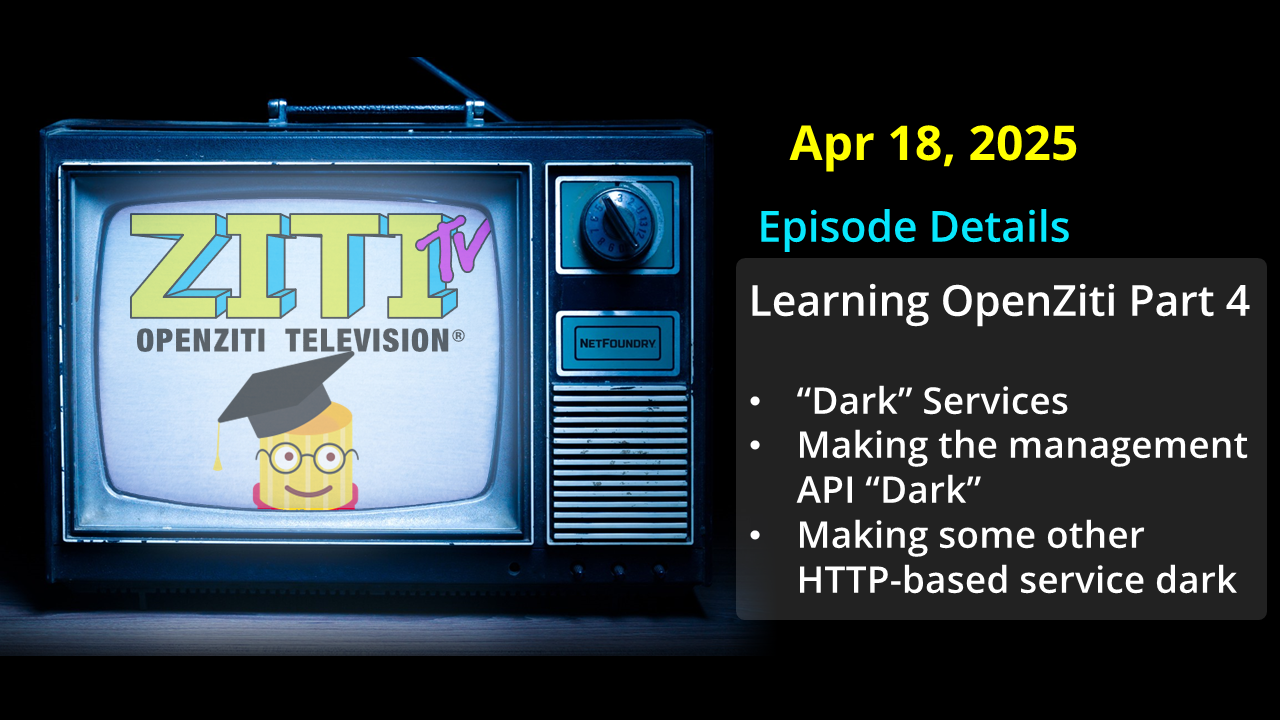 ZITI TV
OPENZITI TELEVISION®
NETFOUNDRY
Apr 18, 2025
Episode Details
Learning OpenZiti Part 4
• “Dark” Services
• Making the management
API “Dark”
• Making some other
HTTP-based service dark